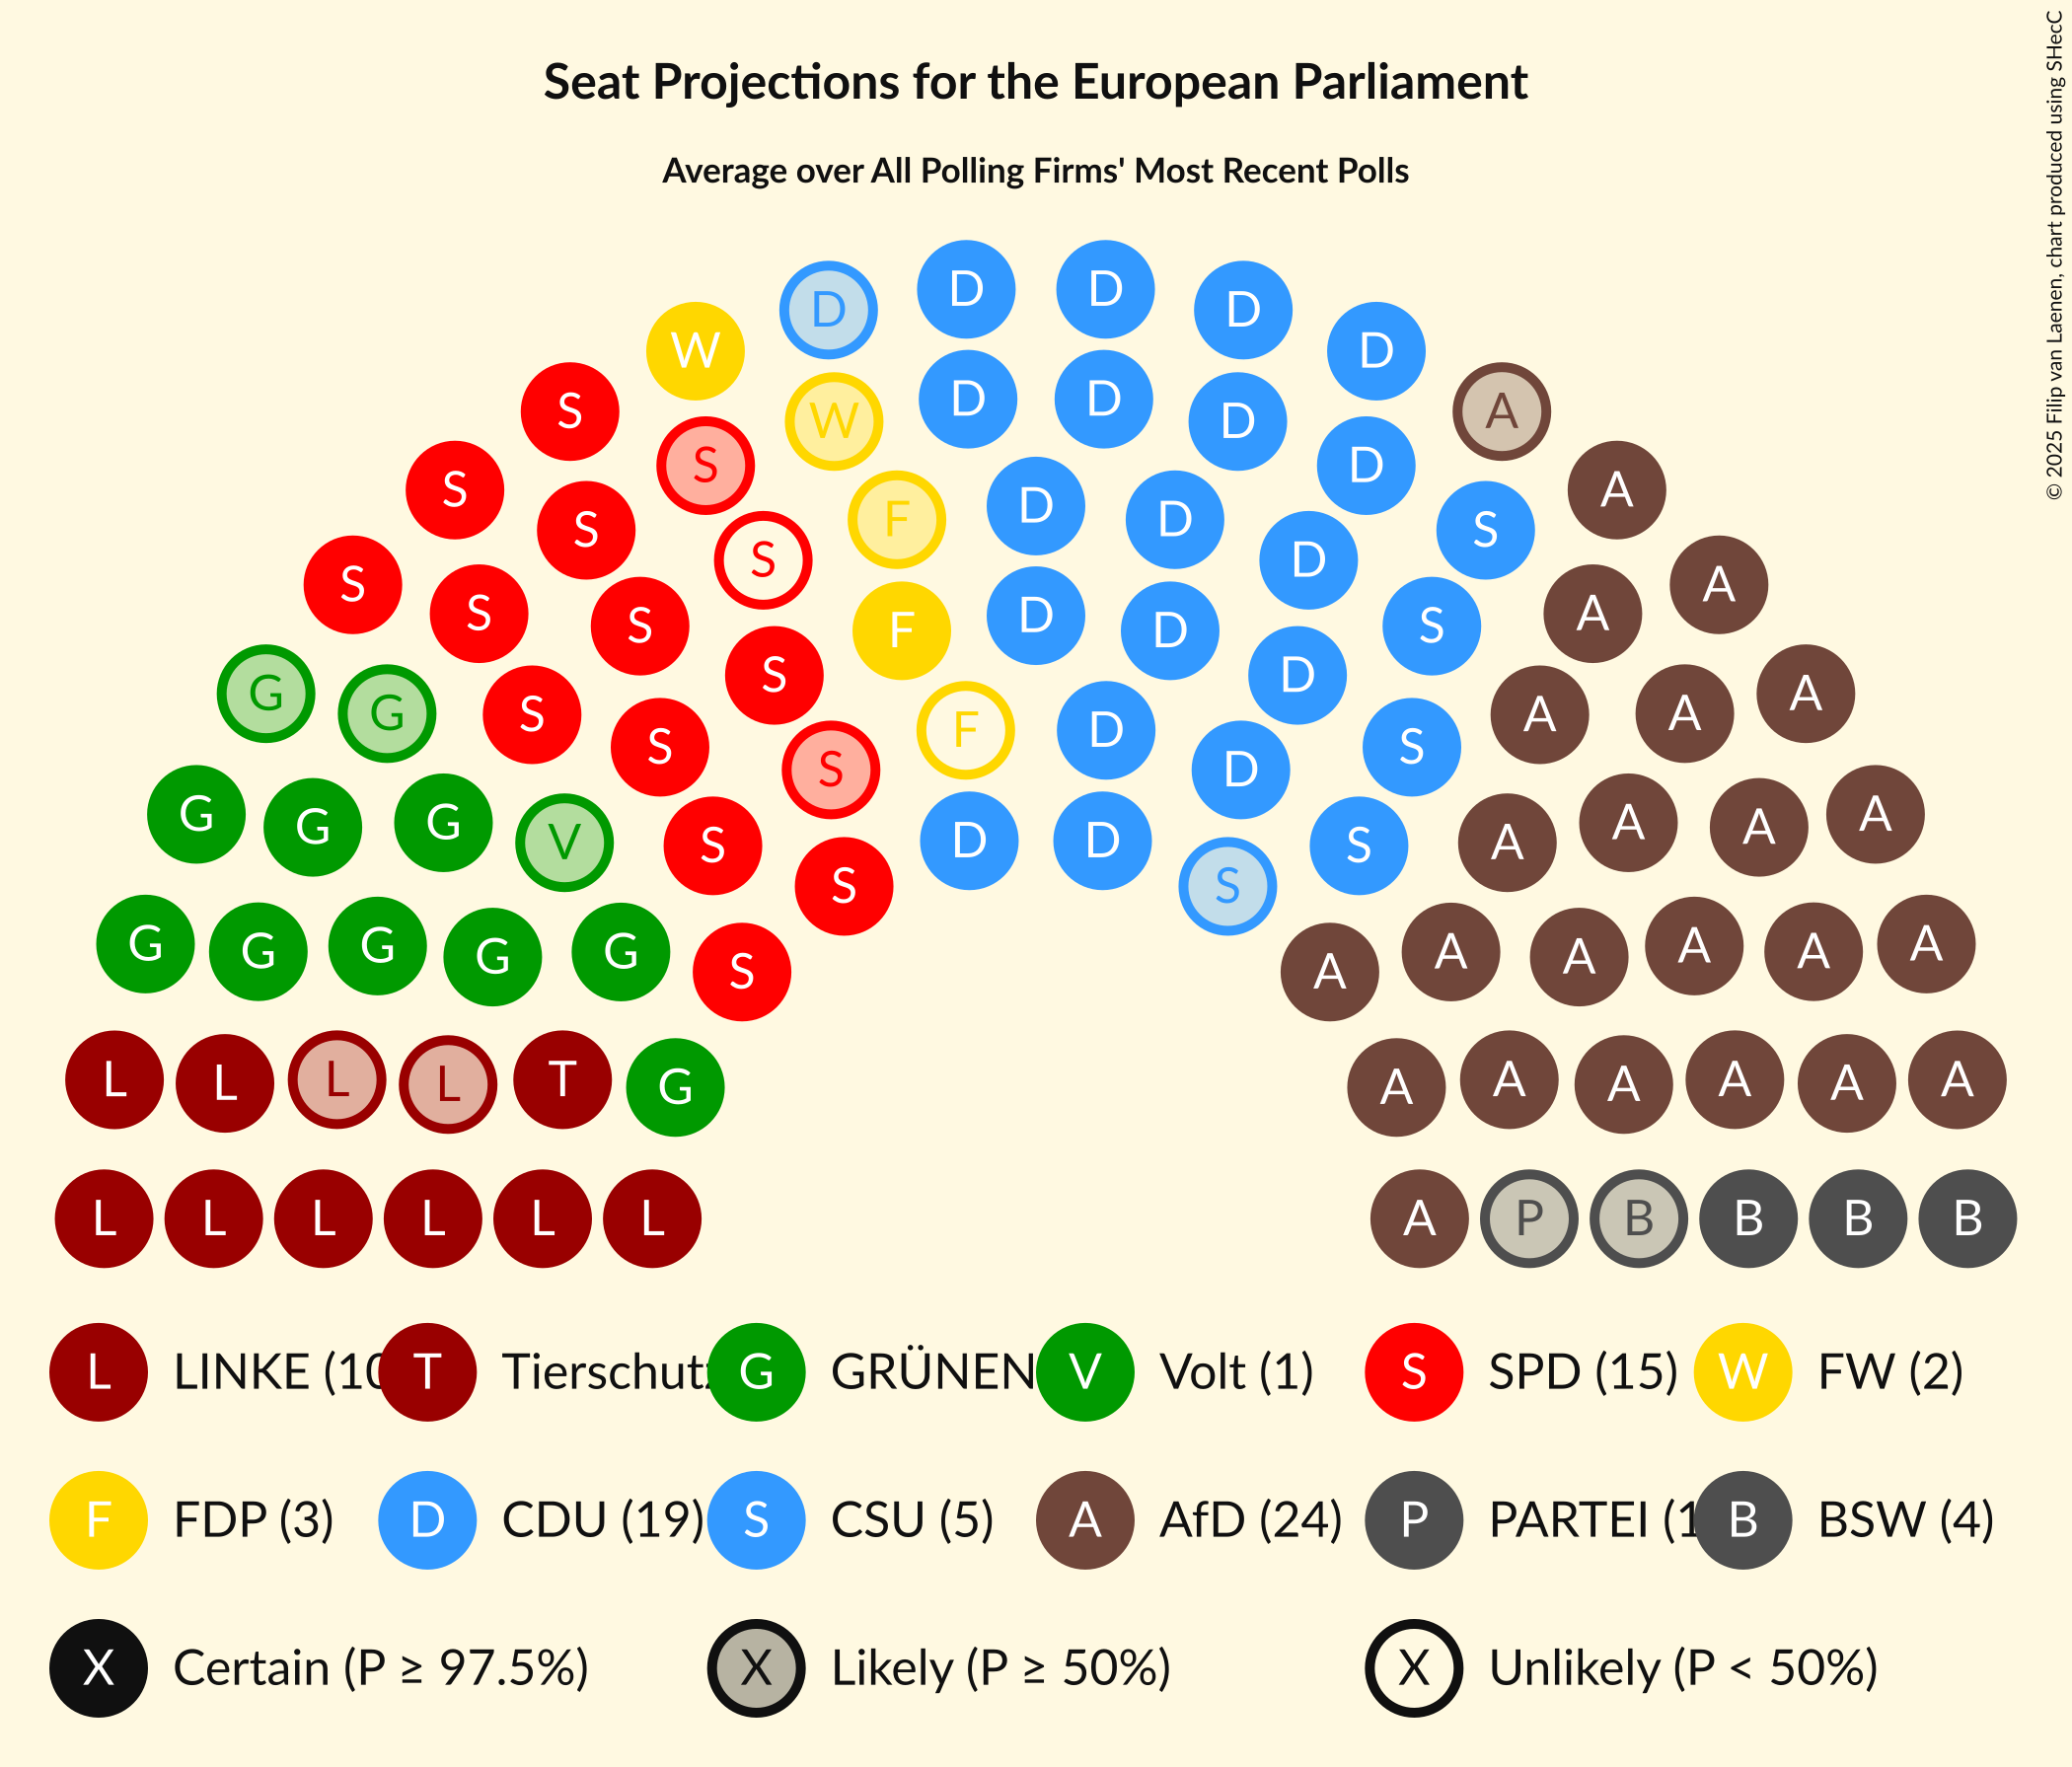 © 2025 Filip van Laenen, chart produced using SHecC
Seat Projections for the European Parliament
Average over All Polling Firms' Most Recent Polls
D D
D D
W D
D D
S A
W D
S D
S A
D
F D
S S
S D
S A
S D A
S F D S
S D
G A
G S A A
F D
S S
S D
G A
G G A A
V S D D S A
S S
G G G G G A A A A A
S A
L L L L T G A A A A A A
L L L L L L A P B B B B
L LINKE (10 T Tierschutz G GRÜNEN V Volt (1) S SPD (15) W FW (2)
F FDP (3) D CDU (19) S CSU (5) A AfD (24) P PARTEI (1 B BSW (4)
X Certain (P ≥ 97.5%) X Likely (P ≥ 50%) X Unlikely (P < 50%)